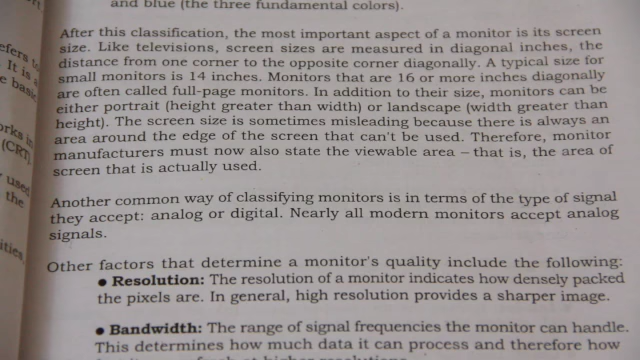 and blue (the three fundamental colors).
After this classification, the most important aspect of a monitor is its screen
size. Like televisions, screen sizes are measured in diagonal inches, the
distance from one corner to the opposite corner diagonally. A typical size for
small monitors is 14 inches. Monitors that are 16 or more inches diagonally
are often called full-page monitors. In addition to their size, monitors can be
either portrait (height greater than width) or landscape (width greater than
height). The screen size is sometimes misleading because there is always an
area around the edge of the screen that can't be used. Therefore, monitor
manufacturers must now also state the viewable area – that is, the area of
screen that is actually used.
Another common way of classifying monitors is in terms of the type of signal
they accept: analog or digital. Nearly all modern monitors accept analog
signals.
Other factors that determine a monitor's quality include the following:
● Resolution: The resolution of a monitor indicates how densely packed
the pixels are. In general, high resolution provides a sharper image.
● Bandwidth: The range of signal frequencies the monitor can handle.
This determines how much data it can process and therefore how